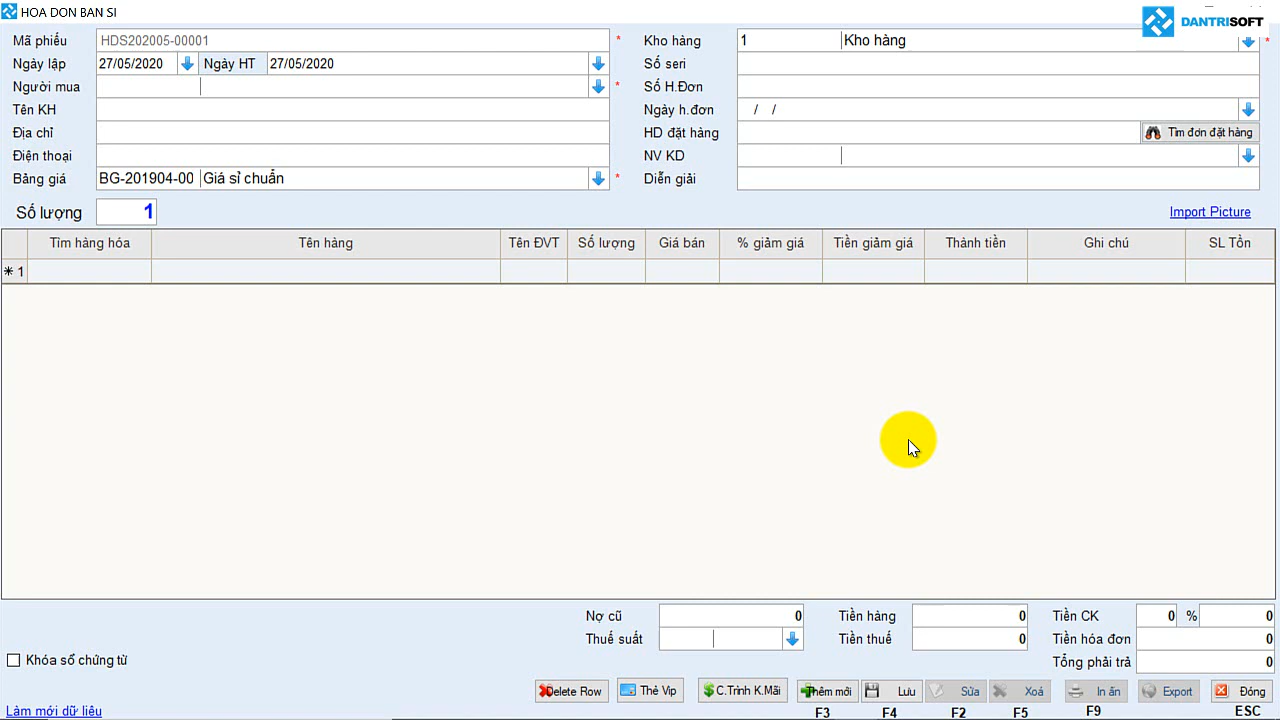 HOA DON BAN SI
DANTRISOFT
Mã phiếu HDS202005-00001 * Kho hàng 1 Kho hàng *
Ngày lập 27/05/2020 Ngày HT 27/05/2020 Số seri
Người mua * Số H.Đơn
Tên KH Ngày h.đơn / /
Địa chỉ HD đặt hàng Tìm đơn đặt hàng
Điện thoại NV KD
Bảng giá BG-201904-00 Giá sỉ chuẩn * Diễn giải
Số lượng 1 Import Picture
Tìm hàng hóa Tên hàng Tên ĐVT Số lượng Giá bán % giảm giá Tiền giảm giá Thành tiền Ghi chú SL Tồn
* 1
Nợ cũ 0 Tiền hàng 0 Tiền CK 0 % 0
Thuế suất Tiền thuế 0 Tiền hóa đơn 0
Khóa sổ chứng từ Tổng phải trả 0
Delete Row Thẻ Vip C.Trình K.Mãi Thêm mới Lưu Sửa Xoá In ấn Export Đóng
Làm mới dữ liệu F3 F4 F2 F5 F9 ESC